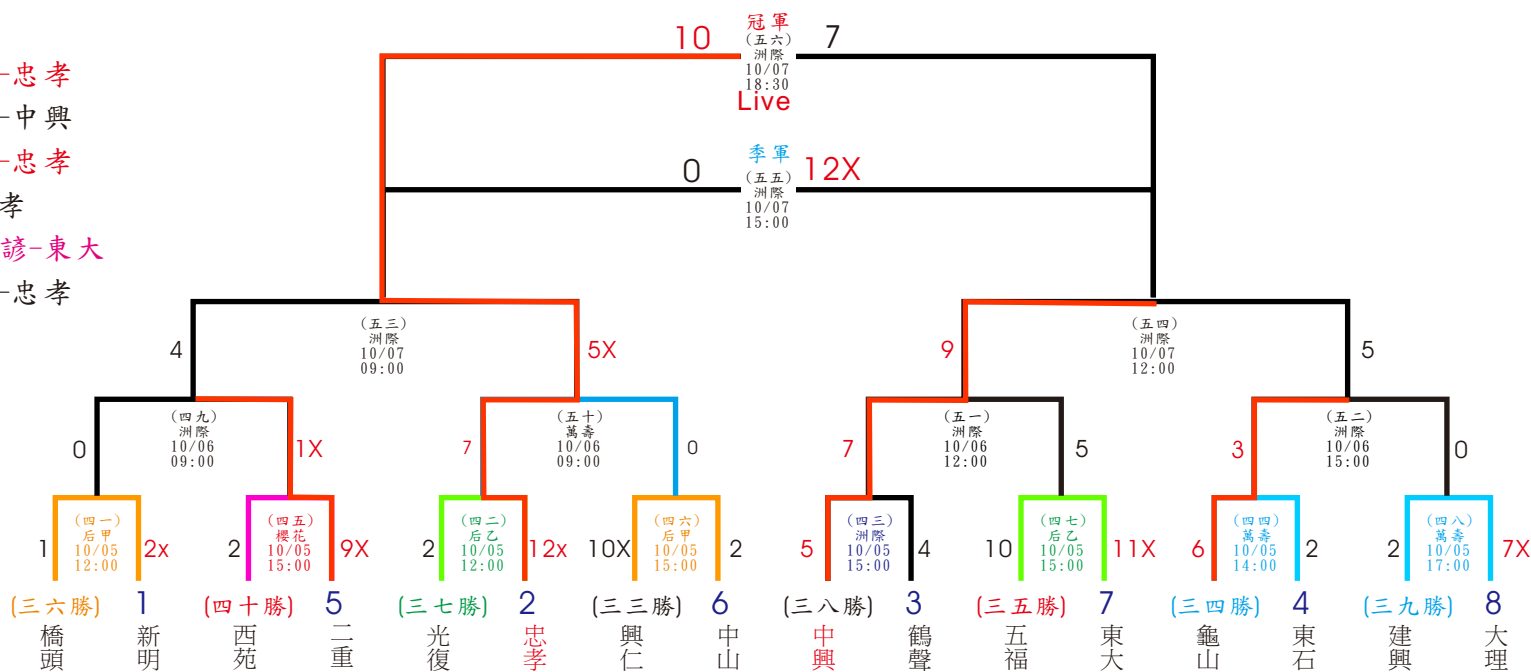 冠軍
10
(五六)
7
洲際
10/07
18:30
Live
-忠孝
-中興
-忠孝
孝
諺-東大
-忠孝
季軍
0
(五五)
12X
洲際
10/07
15:00
4
(五三)
洲際
10/07
09:00
5X
9
(五四)
洲際
10/07
12:00
5
0
(四九)
洲際
10/06
09:00
1X
7
(五十)
萬壽
10/06
09:00
0
7
(五一)
洲際
10/06
12:00
5
3
(五二)
洲際
10/06
15:00
0
1
(四一)
后甲
10/05
12:00
2x
2
(四五)
櫻花
10/05
15:00
9X
2
(四二)
后乙
10/05
12:00
12x
10X
(四六)
后甲
10/05
15:00
2
5
(四三)
洲際
10/05
15:00
4
10
(四七)
后乙
10/05
15:00
11X
6
(四四)
萬壽
10/05
14:00
2
2
(四八)
萬壽
10/05
17:00
7X
(三六勝) 1 (四十勝) 5 (三七勝) 2 (三三勝) 6 (三八勝) 3 (三五勝) 7 (三四勝) 4 (三九勝) 8
橋頭 新明 西苑 二重 光復 忠孝 興仁 中山 中興 鶴聲 五福 東大 龜山 東石 建興 大理